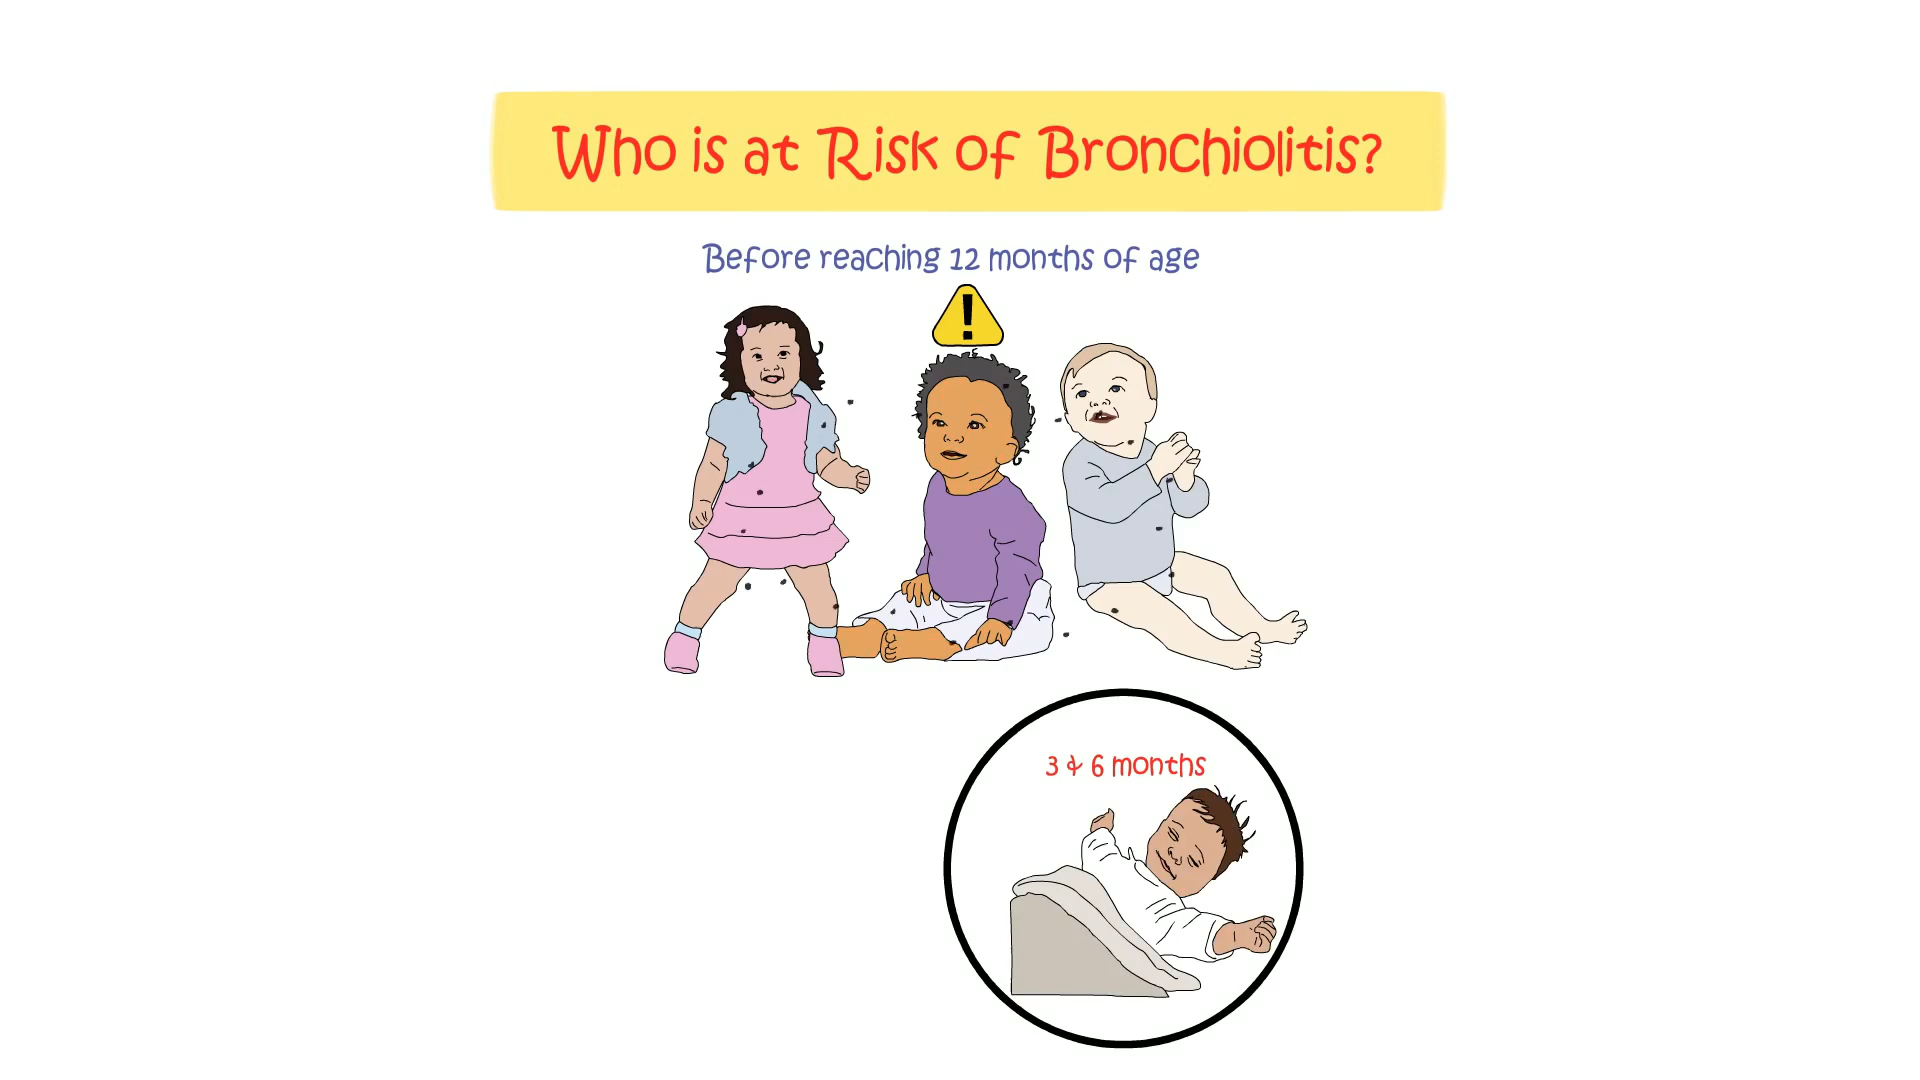 Who is at Risk of Bronchiolitis?
Before reaching 12 months of age
3 & 6 months